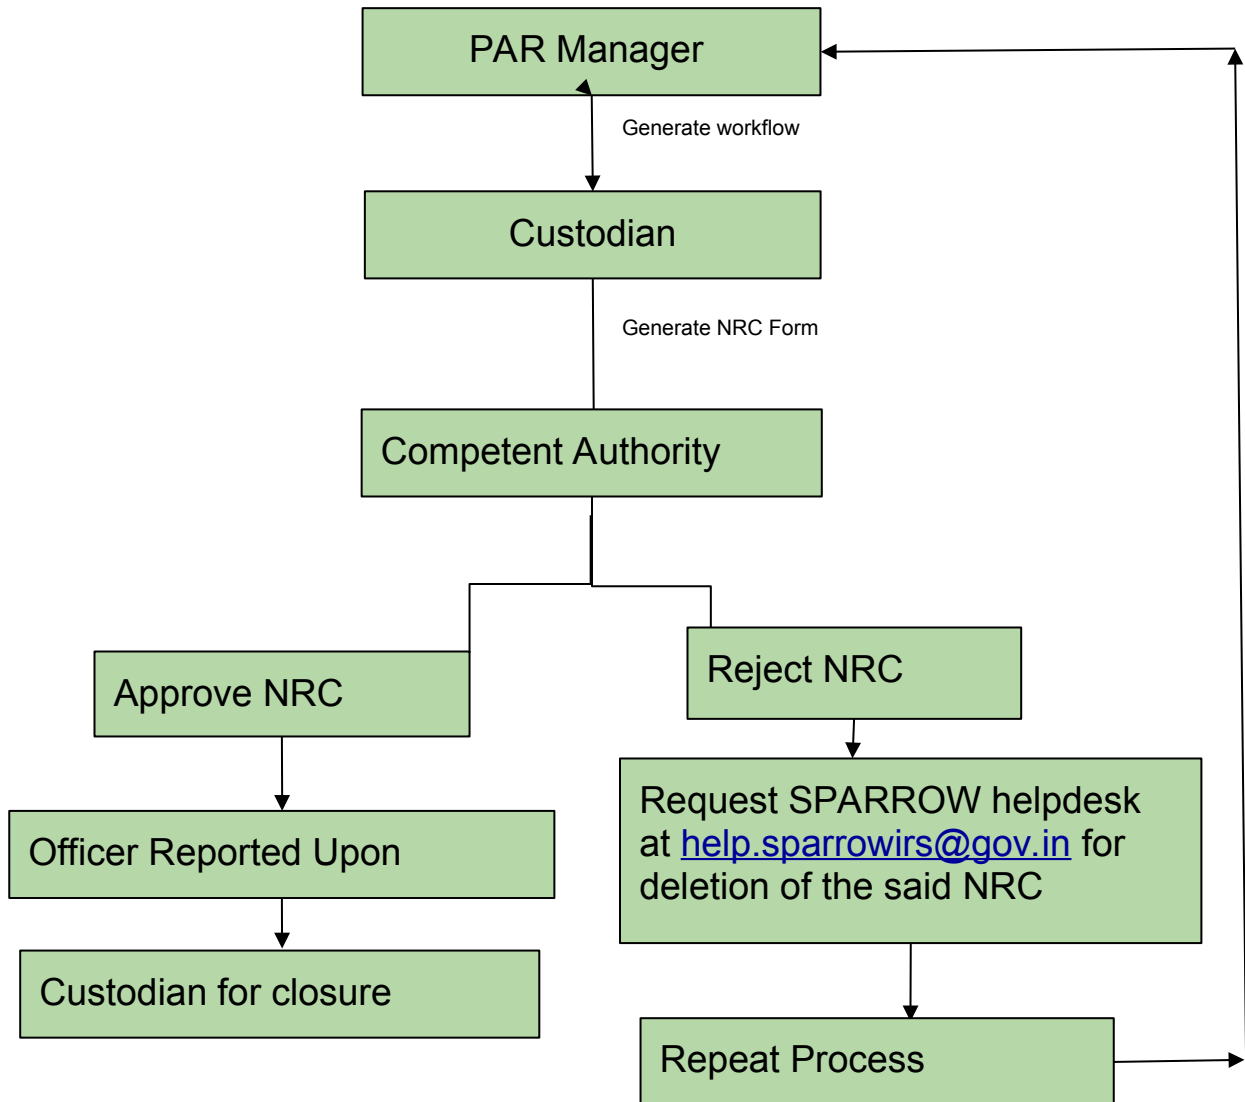 PAR Manager
Generate workflow
Custodian
Generate NRC Form
Competent Authority
Approve NRC
Reject NRC
Officer Reported Upon
Request SPARROW helpdesk
at help.sparrowirs@gov.in for
deletion of the said NRC
Custodian for closure
Repeat Process